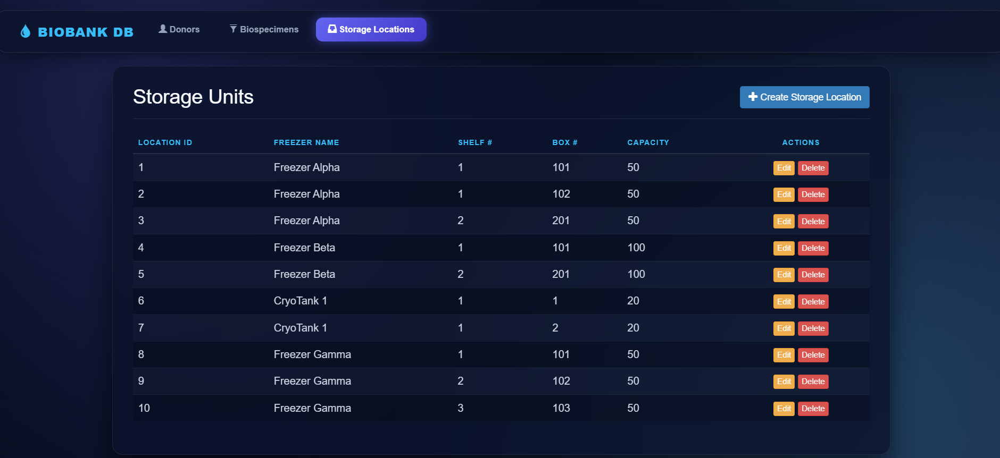 BIOBANK DB Donors Biospecimens Storage Locations
Storage Units Create Storage Location
LOCATION ID FREEZER NAME SHELF # BOX # CAPACITY ACTIONS
1 Freezer Alpha 1 101 50 Edit Delete
2 Freezer Alpha 1 102 50 Edit Delete
3 Freezer Alpha 2 201 50 Edit Delete
4 Freezer Beta 1 101 100 Edit Delete
5 Freezer Beta 2 201 100 Edit Delete
6 CryoTank 1 1 1 20 Edit Delete
7 CryoTank 1 1 2 20 Edit Delete
8 Freezer Gamma 1 101 50 Edit Delete
9 Freezer Gamma 2 102 50 Edit Delete
10 Freezer Gamma 3 103 50 Edit Delete